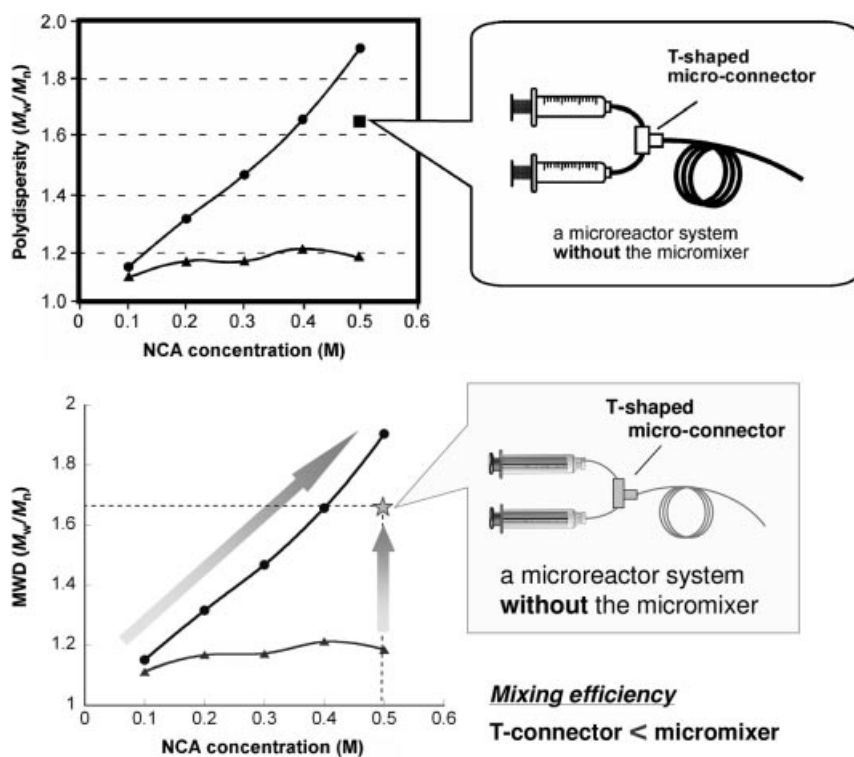 2.0
1.8
1.6
1.4
1.2
1.0
Polydispersity (Mw/Mn)
0 0.1 0.2 0.3 0.4 0.5 0.6
NCA concentration (M)
T-shaped
micro-connector
a microreactor system
without the micromixer
2
1.8
1.6
1.4
1.2
1
MWD (Mw/Mn)
0 0.1 0.2 0.3 0.4 0.5 0.6
NCA concentration (M)
T-shaped
micro-connector
a microreactor system
without the micromixer
Mixing efficiency
T-connector < micromixer